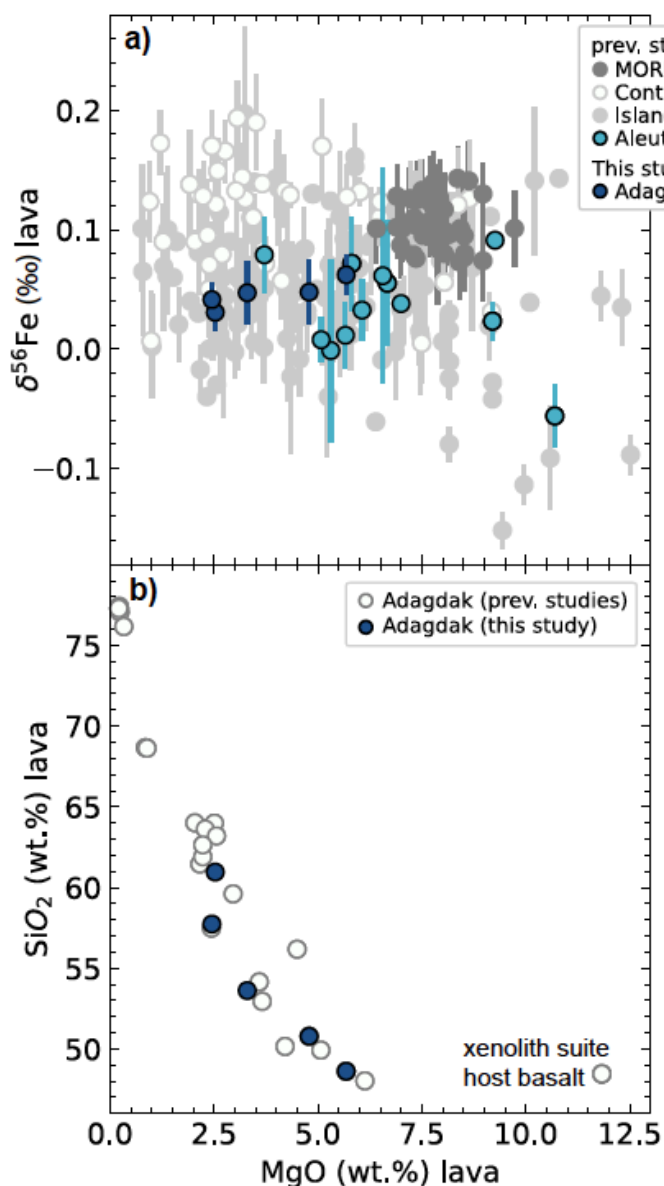 a)
prev. st
MOR
Cont
Islan
Aleut
This stu
Adag
0.2
0.1
0.0
−0.1
δ⁵⁶Fe (‰) lava
b)
Adagdak (prev. studies)
Adagdak (this study)
75
70
65
60
55
50
SiO₂ (wt.%) lava
xenolith suite
host basalt
0.0 2.5 5.0 7.5 10.0 12.5
MgO (wt.%) lava